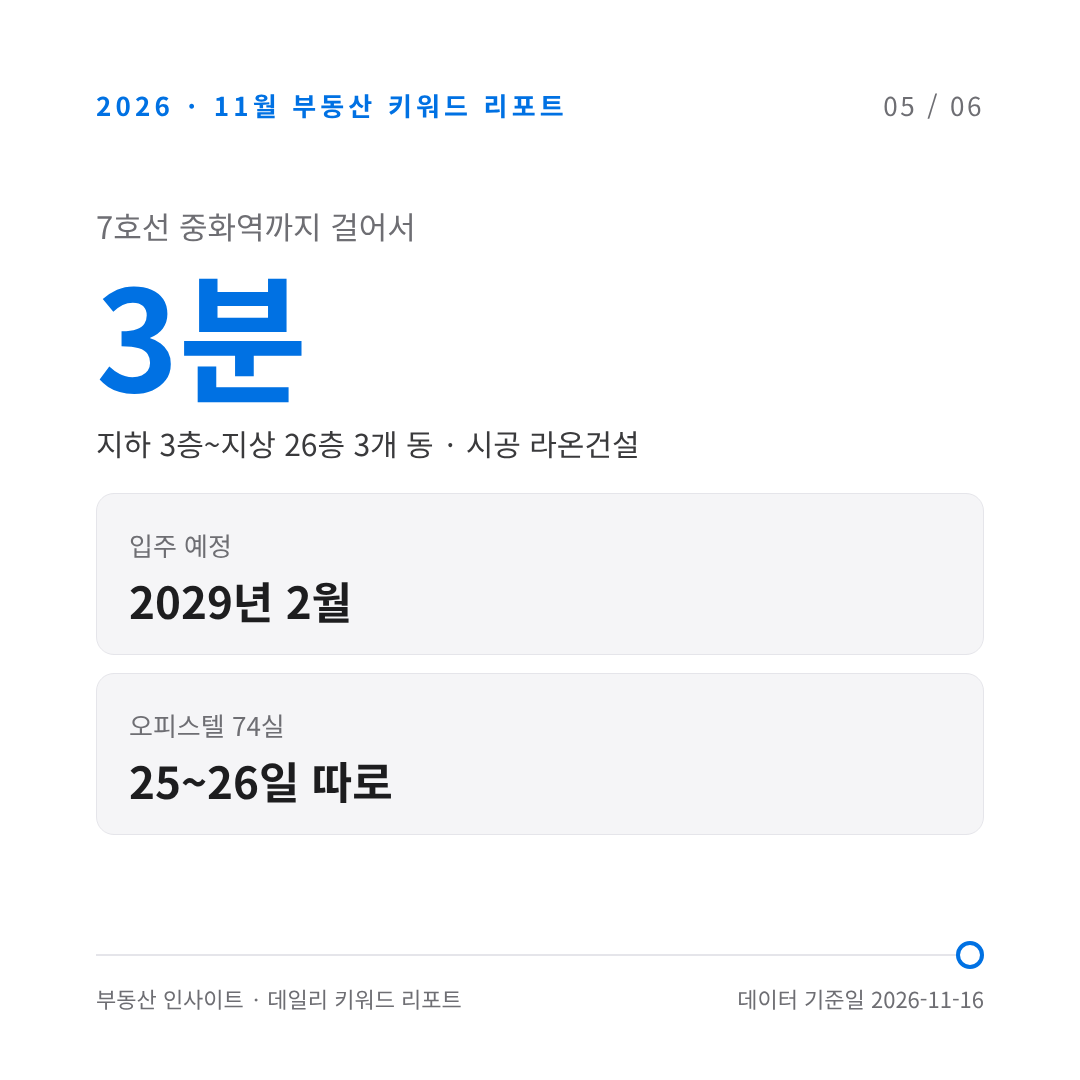 2026 · 11월 부동산 키워드 리포트
05 / 06
7호선 중화역까지 걸어서
3분
지하 3층~지상 26층 3개 동 · 시공 라온건설
입주 예정
2029년 2월
오피스텔 74실
25~26일 따로
부동산 인사이트 · 데일리 키워드 리포트
데이터 기준일 2026-11-16